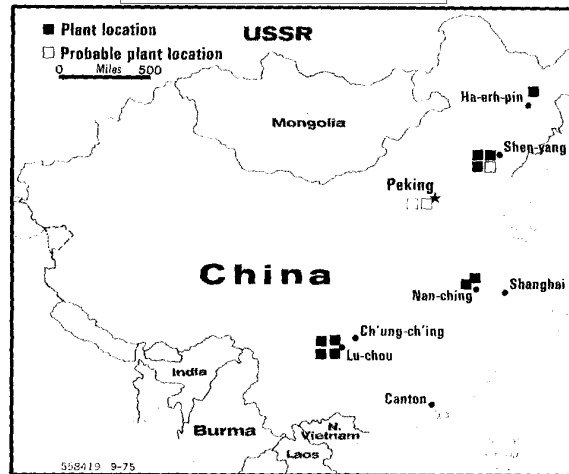 Plant location
Probable plant location
0 Miles 500
USSR
Mongolia
Ha-erh-pin
Shen-yang
Peking
China
Nan-ching
Shanghai
Ch'ung-ch'ing
Lu-chou
India
Canton
Burma
N.
Vietnam
Laos
558419 9-75